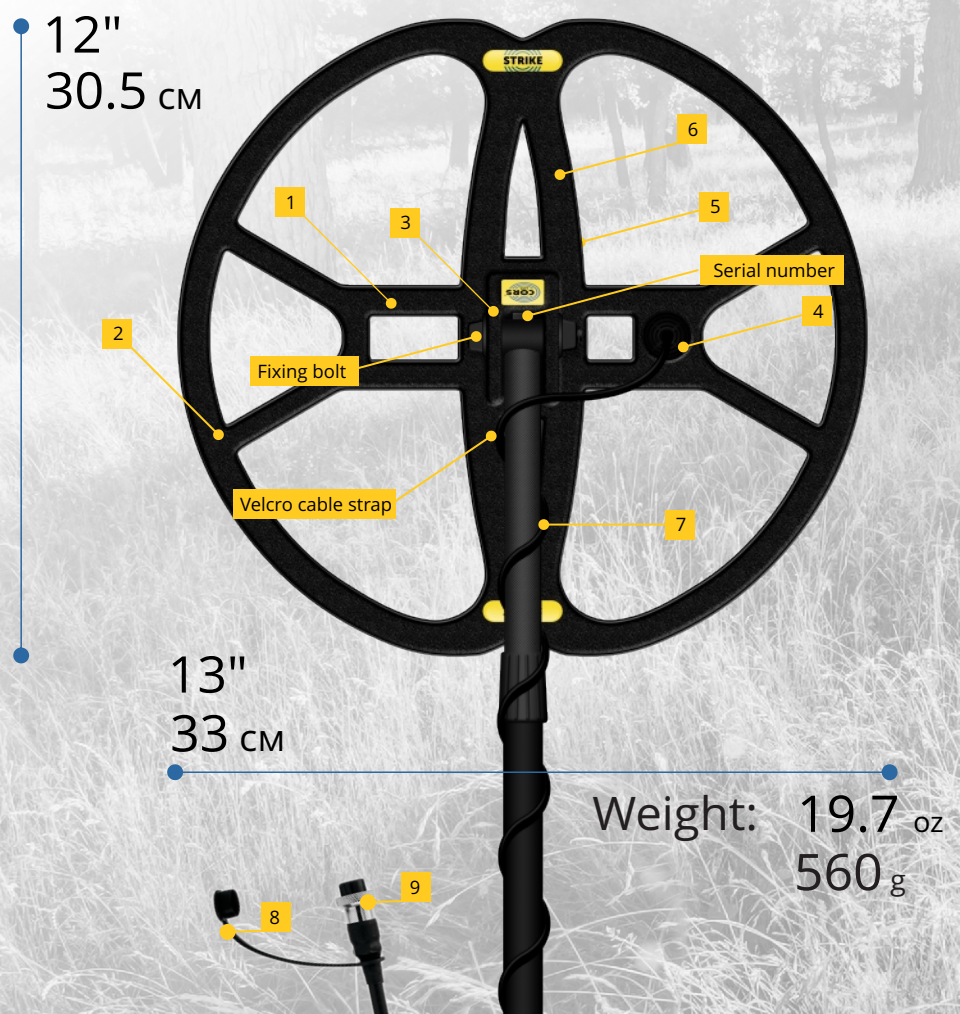 12"
30.5 см
STRIKE
6
1
5
3
Serial number
CORS
4
2
Fixing bolt
Velcro cable strap
7
13"
33 см
Weight: 19.7 oz
560 g
9
8